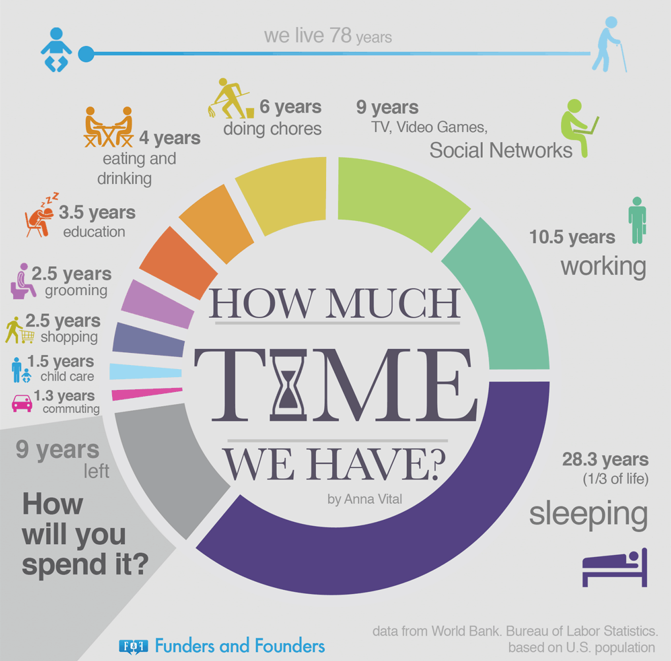 we live 78 years
6 years
doing chores
9 years
TV, Video Games,
Social Networks
4 years
eating and
drinking
zzZ
3.5 years
education
10.5 years
working
2.5 years
grooming
2.5 years
shopping
1.5 years
child care
1.3 years
commuting
HOW MUCH
TIME
WE HAVE?
by Anna Vital
9 years
left
How
will you
spend it?
28.3 years
(1/3 of life)
sleeping
FOF Funders and Founders
data from World Bank. Bureau of Labor Statistics.
based on U.S. population